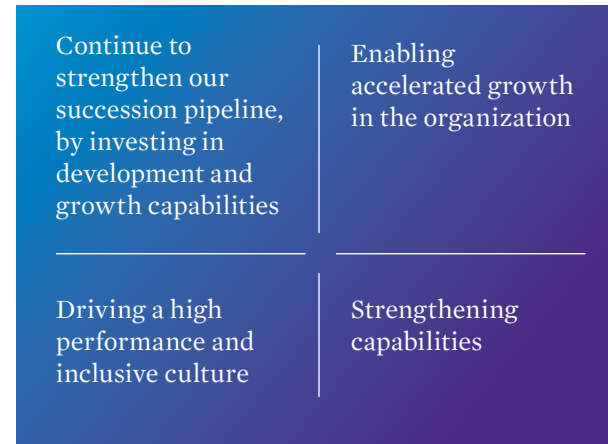 Continue to
strengthen our
succession pipeline,
by investing in
development and
growth capabilities
Enabling
accelerated growth
in the organization
Driving a high
performance and
inclusive culture
Strengthening
capabilities